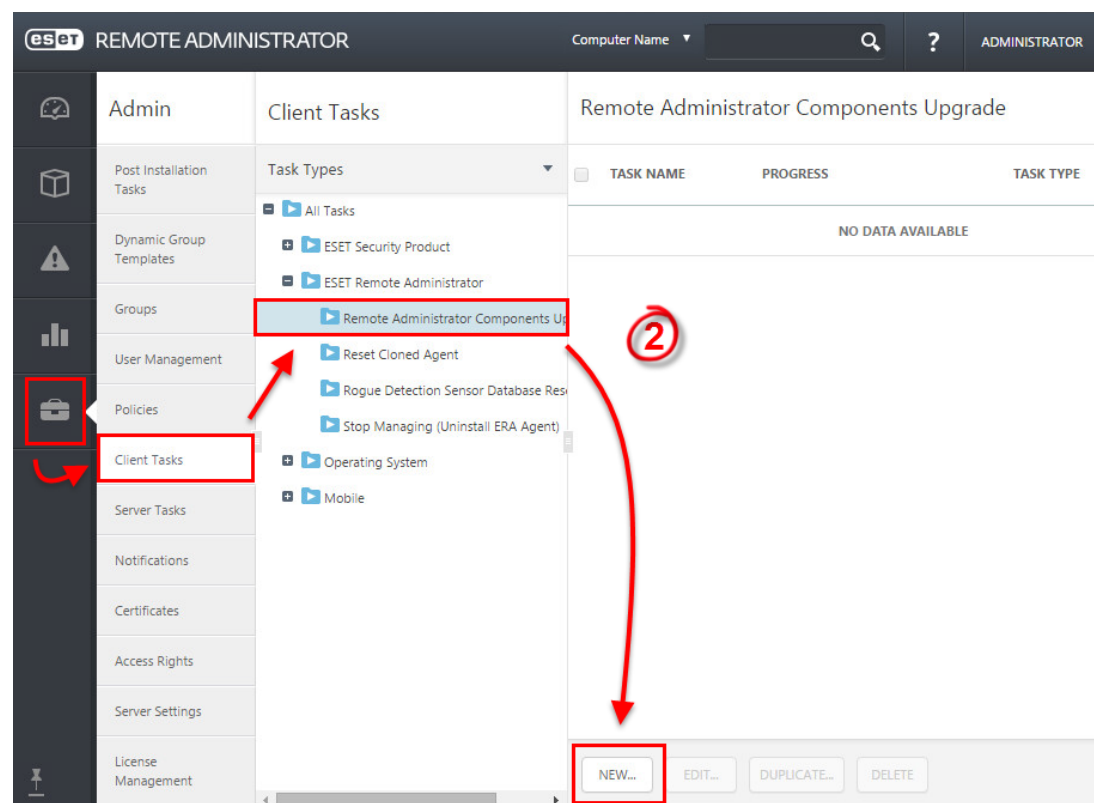 eseT REMOTE ADMINISTRATOR
Computer Name
?
ADMINISTRATOR
Admin
Post Installation
Tasks
Dynamic Group
Templates
Groups
User Management
Policies
Client Tasks
Server Tasks
Notifications
Certificates
Access Rights
Server Settings
License
Management
Client Tasks
Task Types
All Tasks
ESET Security Product
ESET Remote Administrator
Remote Administrator Components Up
Reset Cloned Agent
Rogue Detection Sensor Database Rese
Stop Managing (Uninstall ERA Agent)
Operating System
Mobile
Remote Administrator Components Upgrade
TASK NAME
PROGRESS
TASK TYPE
NO DATA AVAILABLE
2
NEW...
EDIT...
DUPLICATE...
DELETE